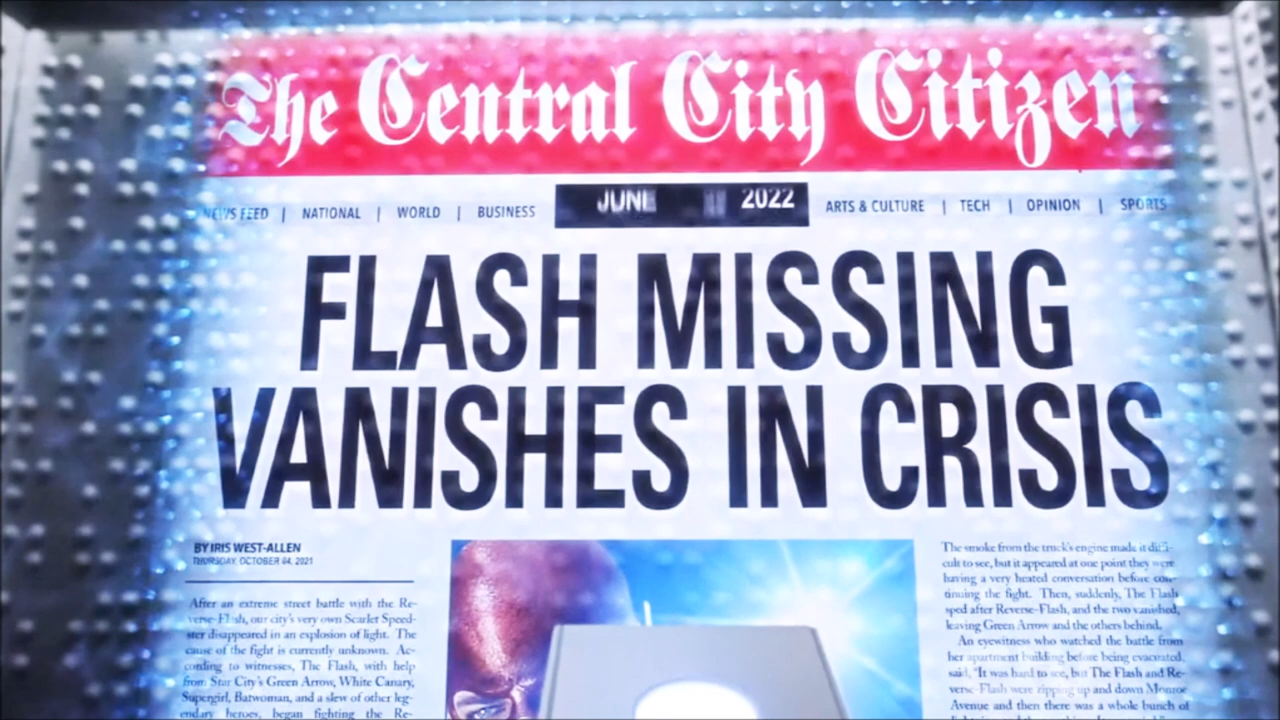 The Central City Citizen
NEWS FEED | NATIONAL | WORLD | BUSINESS
JUNE 2022
ARTS & CULTURE | TECH | OPINION | SPORTS
FLASH MISSING
VANISHES IN CRISIS
BY IRIS WEST-ALLEN
THURSDAY, OCTOBER 04, 2021
After an extreme street battle with the Re-
verse-Flash, our city's very own Scarlet Speed-
ster disappeared in an explosion of light. The
cause of the fight is currently unknown. Ac-
cording to witnesses, The Flash, with help
from Star City's Green Arrow, White Canary,
Supergirl, Batwoman, and a slew of other leg-
endary heroes, began fighting the Re-
The smoke from the truck's engine made it diffi-
cult to see, but it appeared at one point they were
having a very heated conversation before con-
tinuing the fight. Then, suddenly, The Flash
sped after Reverse-Flash, and the two vanished,
leaving Green Arrow and the others behind.
An eyewitness who watched the battle from
her apartment building before being evacuated,
said, "It was hard to see, but The Flash and Re-
verse-Flash were zipping up and down Monroe
Avenue and then there was a whole bunch of